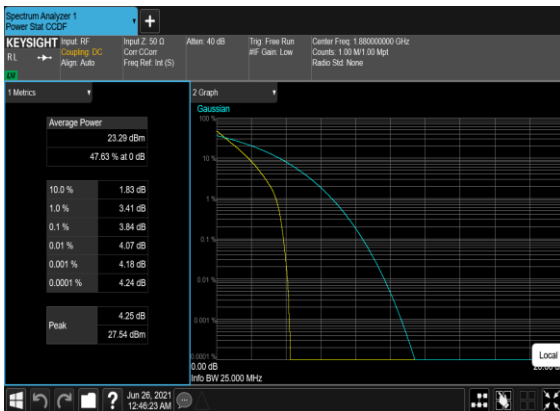 Spectrum Analyzer 1
Power Stat CCDF
KEYSIGHT
Input: RF
Input Z: 50 Ω
Atten: 40 dB
Trig: Free Run
Center Freq: 1.880000000 GHz
RL
Coupling: DC
Corr CCorr
#IF Gain: Low
Counts: 1.00 M/1.00 Mpt
Align: Auto
Freq Ref: Int (S)
Radio Std: None
1 Metrics
2 Graph
Gaussian
Average Power
23.29 dBm
47.63 % at 0 dB
10.0 % 1.83 dB
1.0 % 3.41 dB
0.1 % 3.84 dB
0.01 % 4.07 dB
0.001 % 4.18 dB
0.0001 % 4.24 dB
Peak
4.25 dB
27.54 dBm
100 %
10 %
1 %
0.1 %
0.01 %
0.001 %
0.0001 %
0.00 dB
Info BW 25.000 MHz
Local
Jun 26, 2021
12:46:23 AM